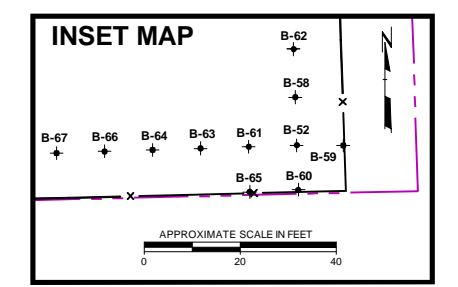 INSET MAP
N
B-62
B-58
B-67 B-66 B-64 B-63 B-61 B-52
B-59
B-65 B-60
APPROXIMATE SCALE IN FEET
0 20 40